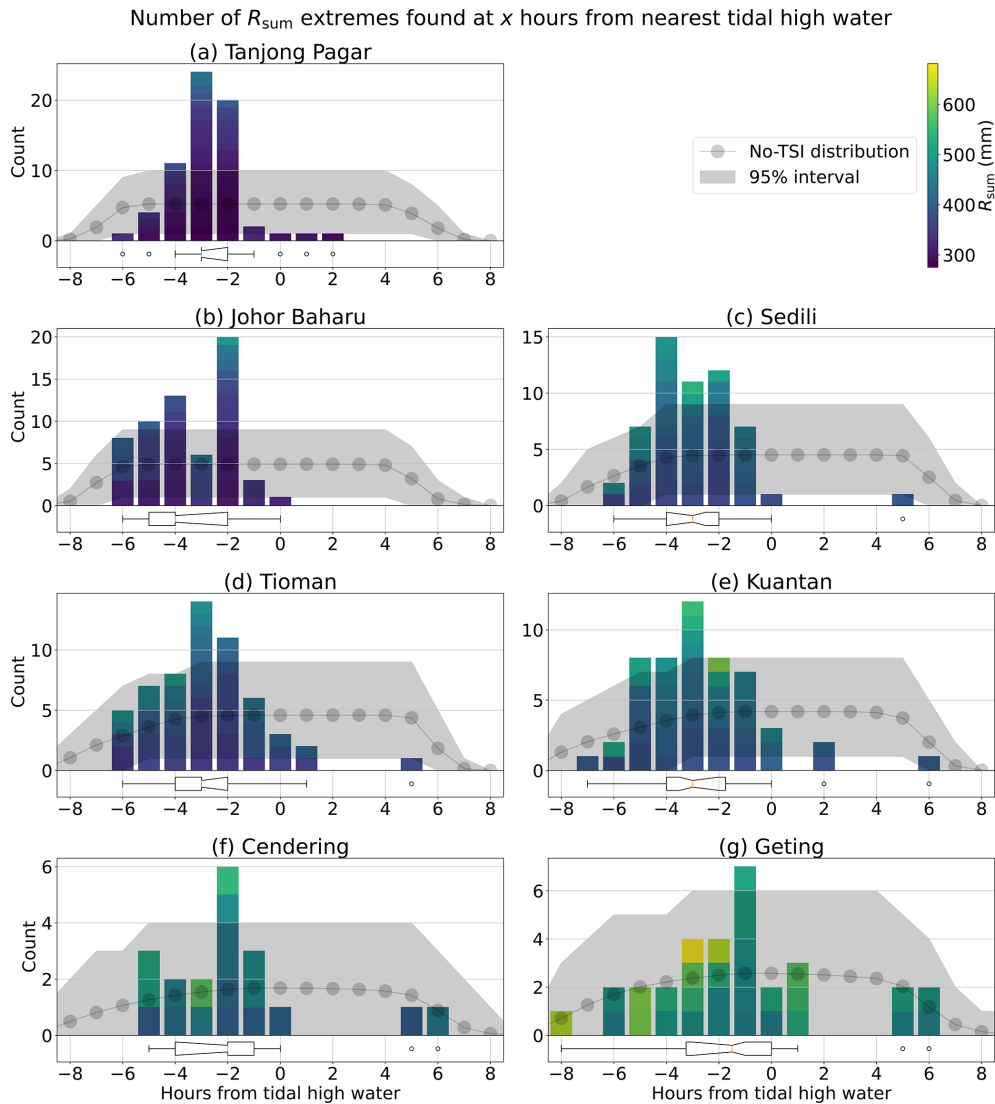 Number of R_sum extremes found at x hours from nearest tidal high water
(a) Tanjong Pagar
Count
20
10
0
−8 −6 −4 −2 0 2 4 6 8
No-TSI distribution
95% interval
600
500
400
300
R_sum (mm)
(b) Johor Baharu
Count
20
15
10
5
0
−8 −6 −4 −2 0 2 4 6 8
(c) Sedili
15
10
5
0
−8 −6 −4 −2 0 2 4 6 8
(d) Tioman
Count
10
5
0
−8 −6 −4 −2 0 2 4 6 8
(e) Kuantan
10
5
0
−8 −6 −4 −2 0 2 4 6 8
(f) Cendering
Count
6
4
2
0
−8 −6 −4 −2 0 2 4 6 8
Hours from tidal high water
(g) Geting
6
4
2
0
−8 −6 −4 −2 0 2 4 6 8
Hours from tidal high water